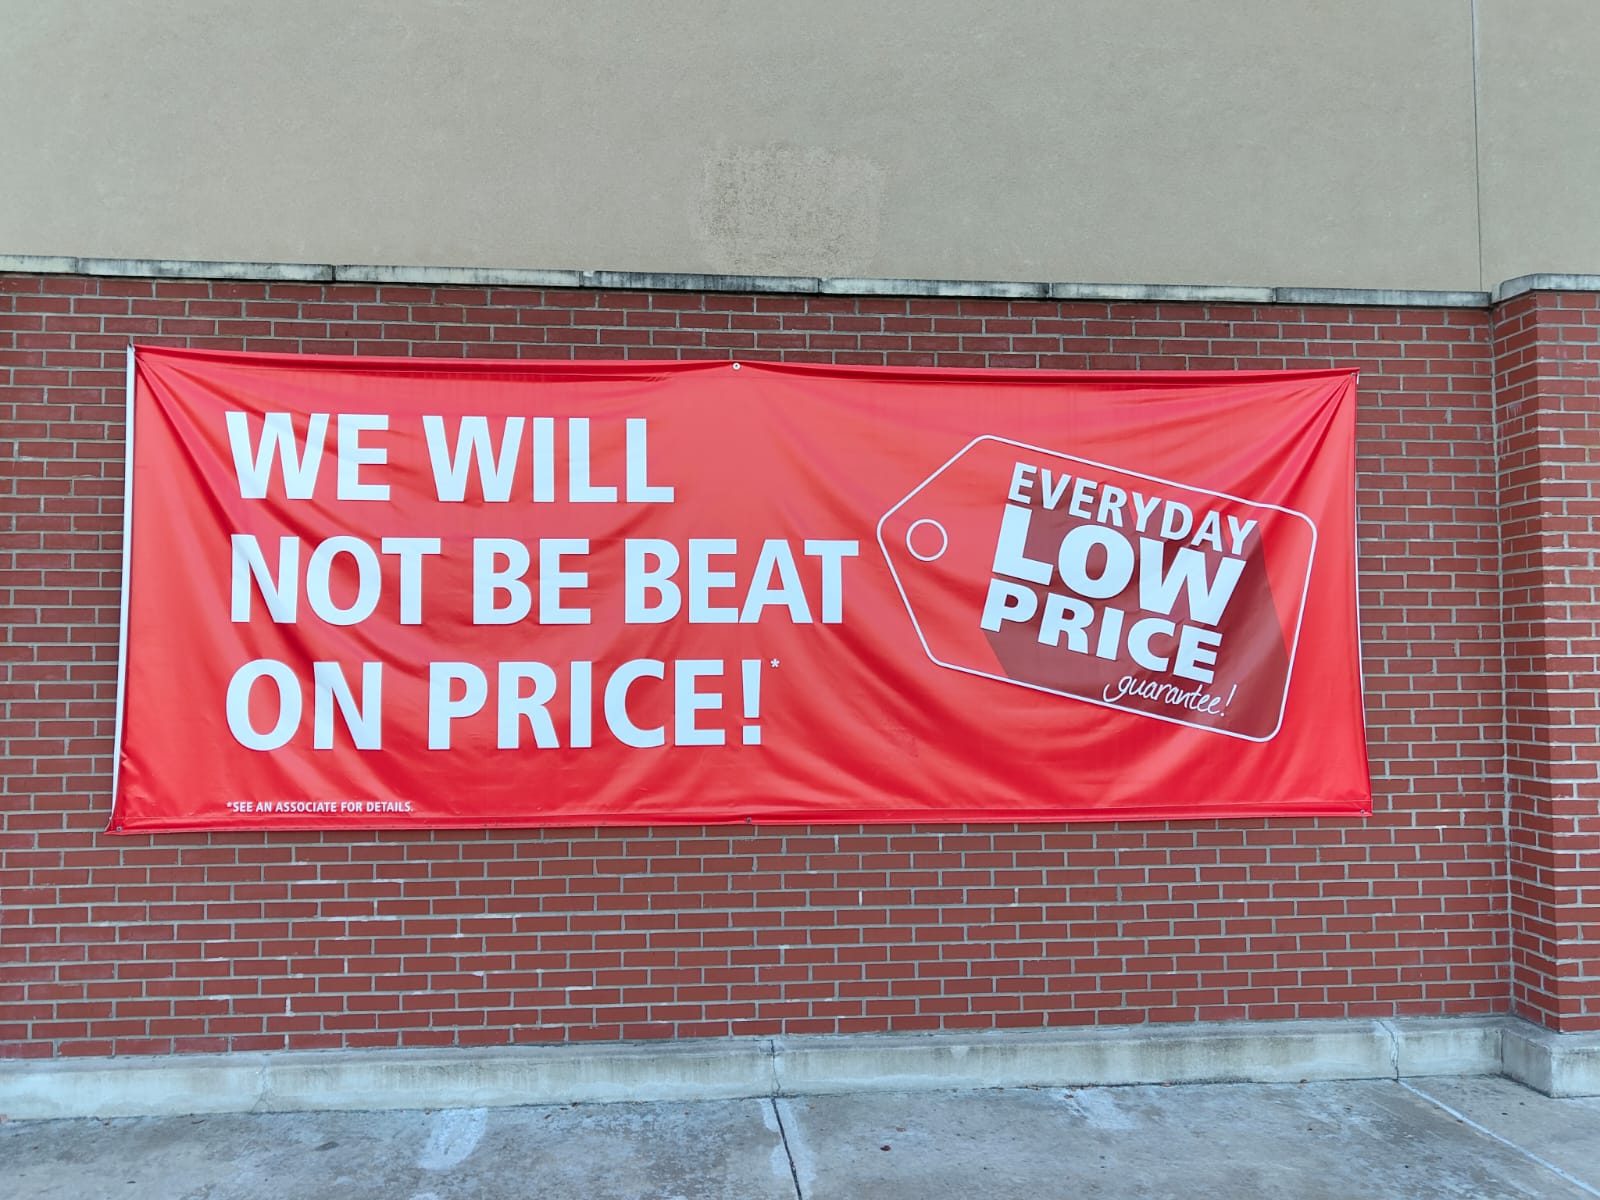 WE WILL
NOT BE BEAT
ON PRICE!*
*SEE AN ASSOCIATE FOR DETAILS.
EVERYDAY
LOW
PRICE
guarantee!